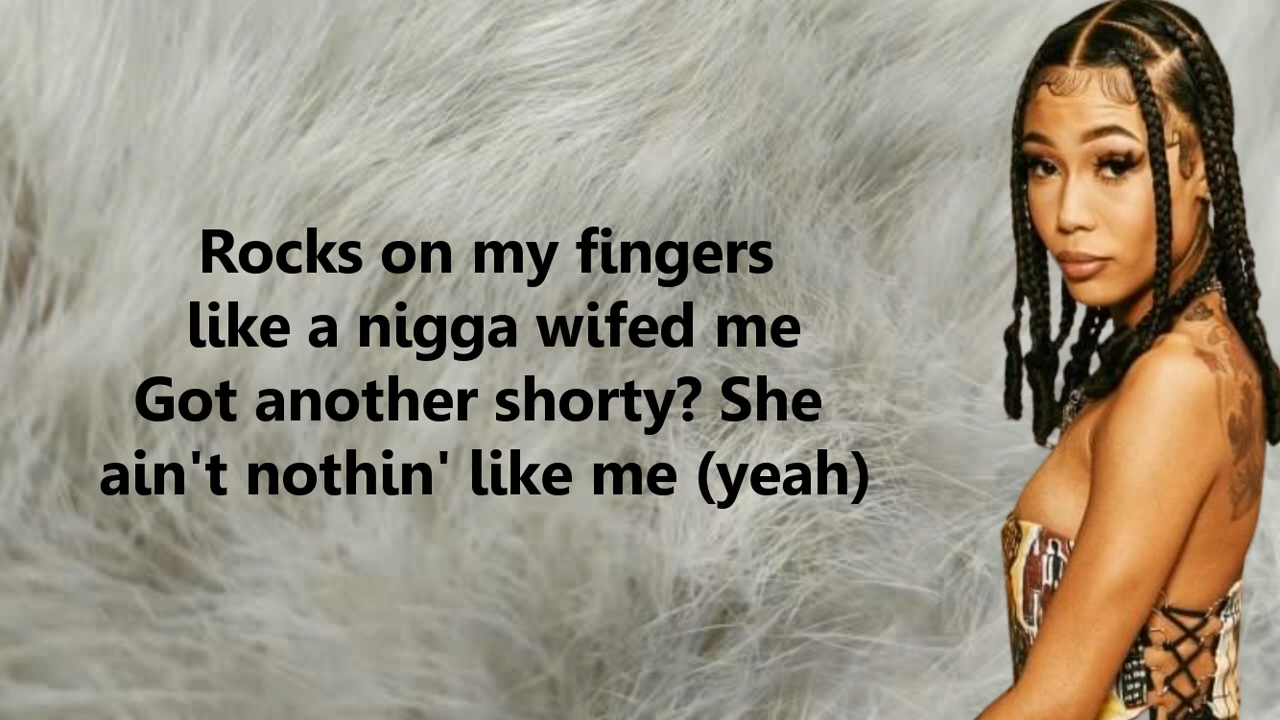 Rocks on my fingers
like a nigga wifed me
Got another shorty? She
ain't nothin' like me (yeah)